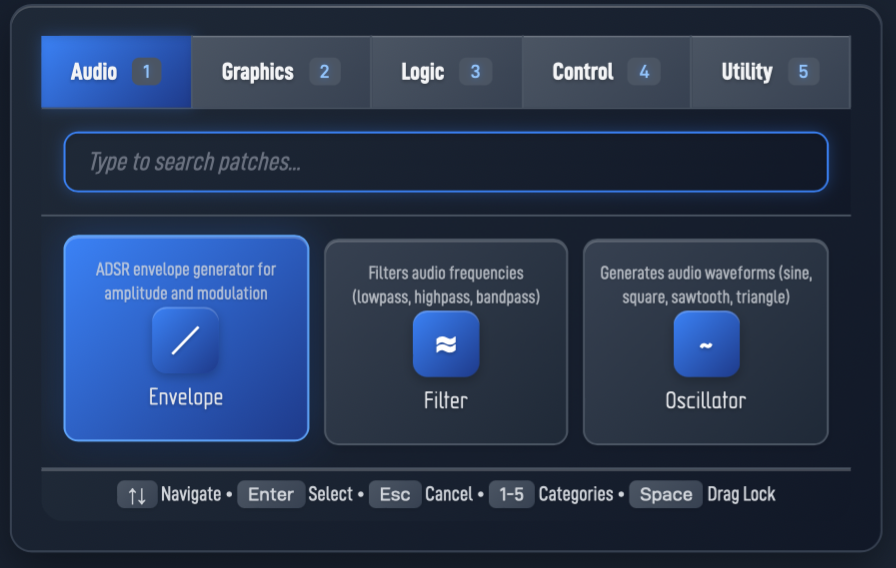 Audio 1 Graphics 2 Logic 3 Control 4 Utility 5
Type to search patches...
ADSR envelope generator for
amplitude and modulation
Envelope
Filters audio frequencies
(lowpass, highpass, bandpass)
≈
Filter
Generates audio waveforms (sine,
square, sawtooth, triangle)
~
Oscillator
↑↓ Navigate • Enter Select • Esc Cancel • 1-5 Categories • Space Drag Lock